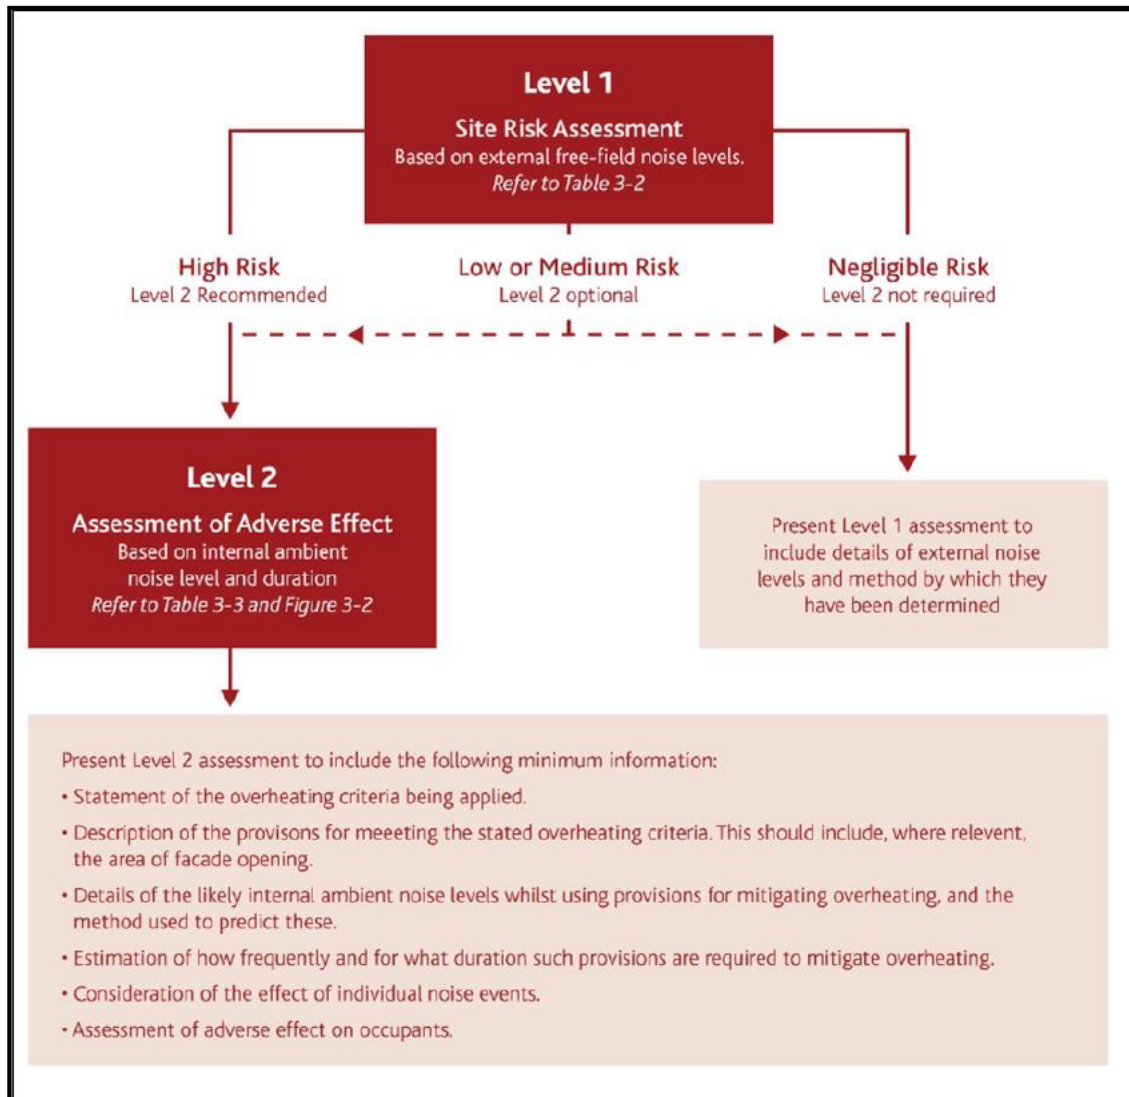 Level 1
Site Risk Assessment
Based on external free-field noise levels.
Refer to Table 3-2
High Risk
Level 2 Recommended
Low or Medium Risk
Level 2 optional
Negligible Risk
Level 2 not required
Level 2
Assessment of Adverse Effect
Based on internal ambient
noise level and duration
Refer to Table 3-3 and Figure 3-2
Present Level 1 assessment to
include details of external noise
levels and method by which they
have been determined
Present Level 2 assessment to include the following minimum information:
• Statement of the overheating criteria being applied.
• Description of the provisons for meeeting the stated overheating criteria. This should include, where relevent,
the area of facade opening.
• Details of the likely internal ambient noise levels whilst using provisions for mitigating overheating, and the
method used to predict these.
• Estimation of how frequently and for what duration such provisions are required to mitigate overheating.
• Consideration of the effect of individual noise events.
• Assessment of adverse effect on occupants.